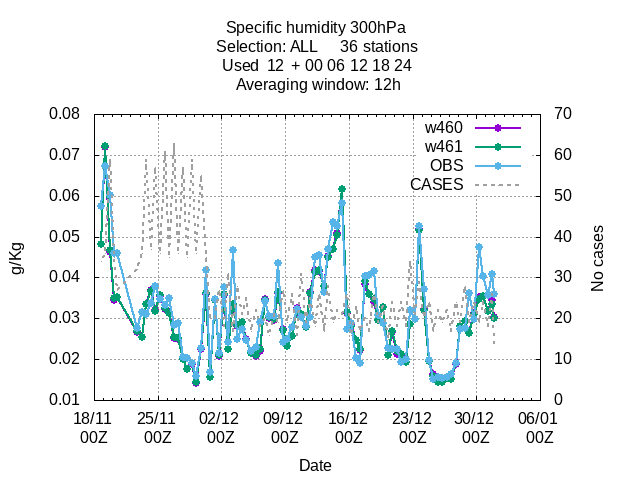 Specific humidity 300hPa
Selection: ALL 36 stations
Used 12 + 00 06 12 18 24
Averaging window: 12h
0.08 70
w460
w461
OBS
CASES
0.07 60
0.06 50
0.05 40
0.04 30
0.03 20
0.02 10
0.01 0
g/Kg
No cases
18/11 25/11 02/12 09/12 16/12 23/12 30/12 06/01
00Z 00Z 00Z 00Z 00Z 00Z 00Z 00Z
Date